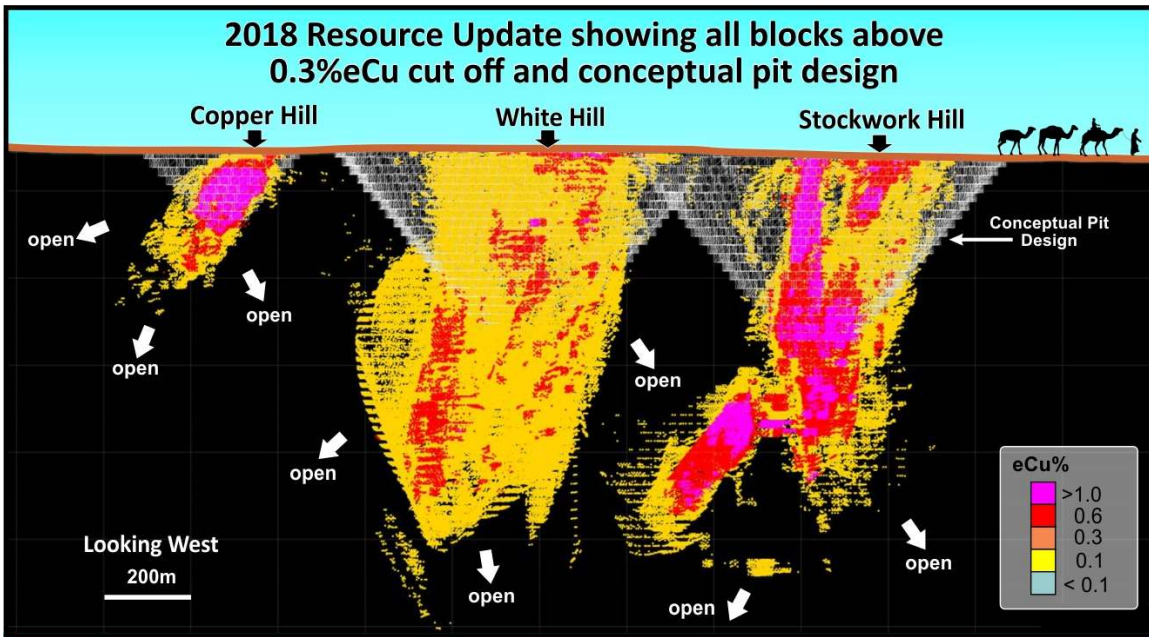 2018 Resource Update showing all blocks above
0.3%eCu cut off and conceptual pit design
Copper Hill
White Hill
Stockwork Hill
Conceptual Pit
Design
open
open
open
open
open
open
open
open
Looking West
200m
eCu%
>1.0
0.6
0.3
0.1
< 0.1